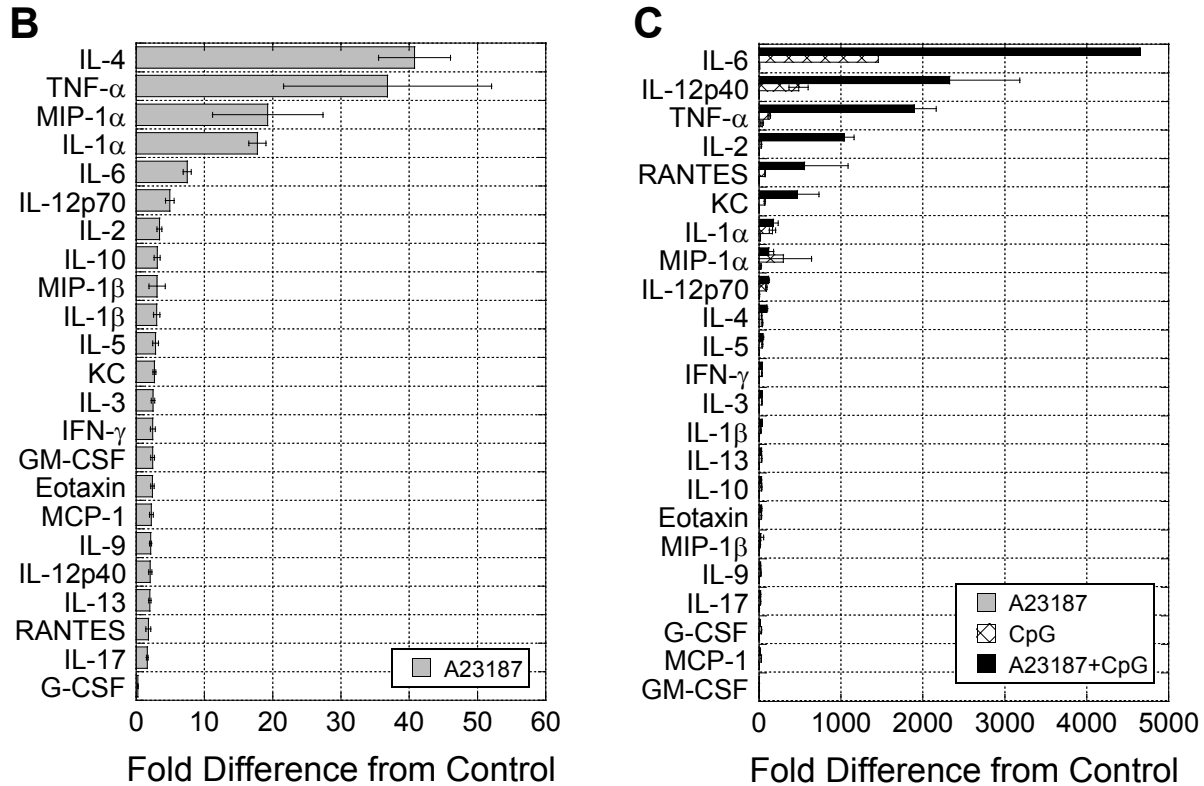 B
IL-4
TNF-α
MIP-1α
IL-1α
IL-6
IL-12p70
IL-2
IL-10
MIP-1β
IL-1β
IL-5
KC
IL-3
IFN-γ
GM-CSF
Eotaxin
MCP-1
IL-9
IL-12p40
IL-13
RANTES
IL-17
G-CSF
A23187
0 10 20 30 40 50 60
Fold Difference from Control
C
IL-6
IL-12p40
TNF-α
IL-2
RANTES
KC
IL-1α
MIP-1α
IL-12p70
IL-4
IL-5
IFN-γ
IL-3
IL-1β
IL-13
IL-10
Eotaxin
MIP-1β
IL-9
IL-17
G-CSF
MCP-1
GM-CSF
A23187
CpG
A23187+CpG
0 1000 2000 3000 4000 5000
Fold Difference from Control